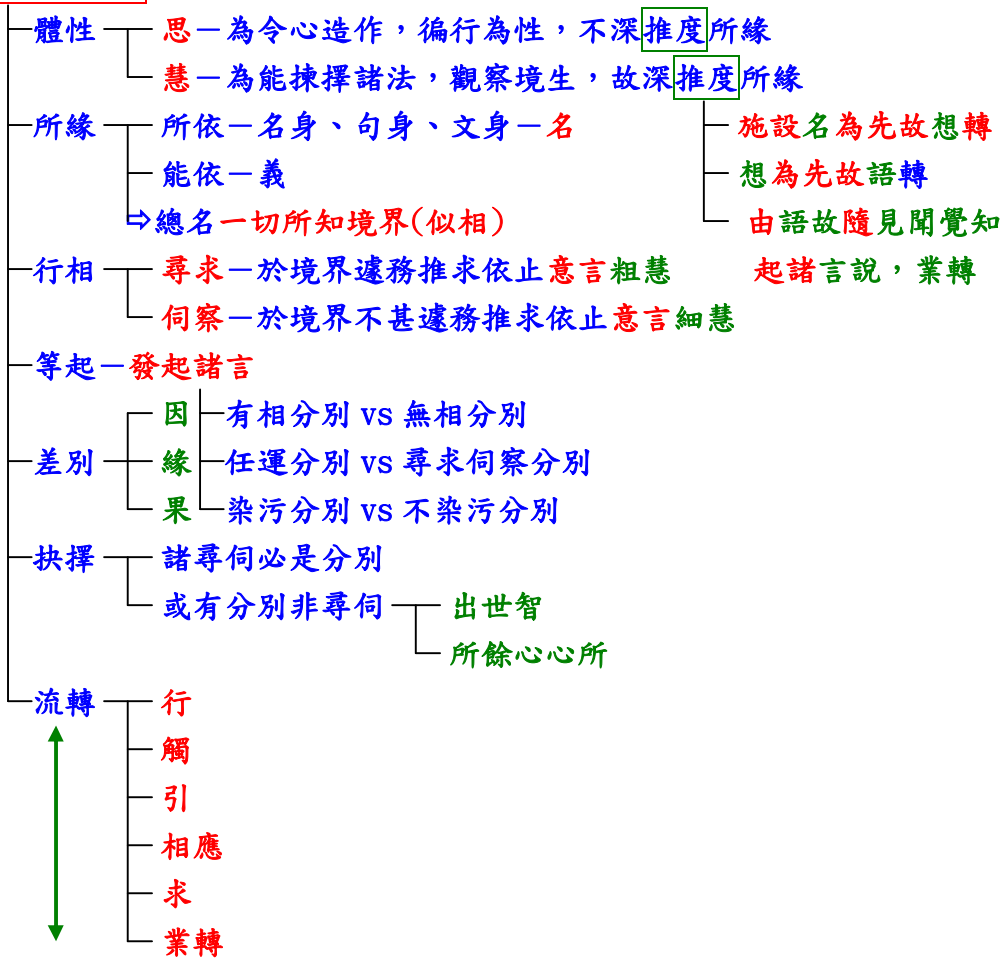 體性 思－為令心造作，徧行為性，不深推度所緣
慧－為能揀擇諸法，觀察境生，故深推度所緣
所緣 所依－名身、句身、文身－名 施設名為先故想轉
能依－義 想為先故語轉
⇨總名一切所知境界(似相) 由語故隨見聞覺知
行相 尋求－於境界遽務推求依止意言粗慧 起諸言說，業轉
伺察－於境界不甚遽務推求依止意言細慧
等起－發起諸言
因 有相分別 vs 無相分別
差別 緣 任運分別 vs 尋求伺察分別
果 染污分別 vs 不染污分別
抉擇 諸尋伺必是分別
或有分別非尋伺 出世智
所餘心心所
流轉 行
觸
引
相應
求
業轉